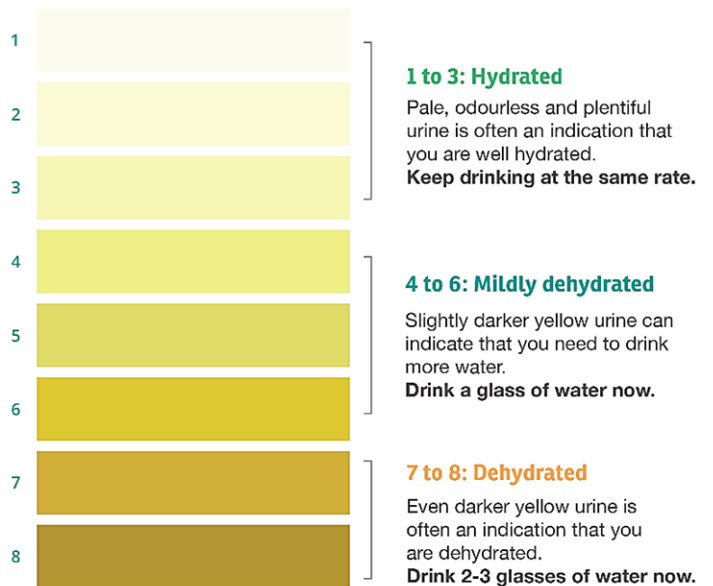 1
2
3
1 to 3: Hydrated
Pale, odourless and plentiful
urine is often an indication that
you are well hydrated.
Keep drinking at the same rate.
4
5
6
4 to 6: Mildly dehydrated
Slightly darker yellow urine can
indicate that you need to drink
more water.
Drink a glass of water now.
7
8
7 to 8: Dehydrated
Even darker yellow urine is
often an indication that you
are dehydrated.
Drink 2-3 glasses of water now.